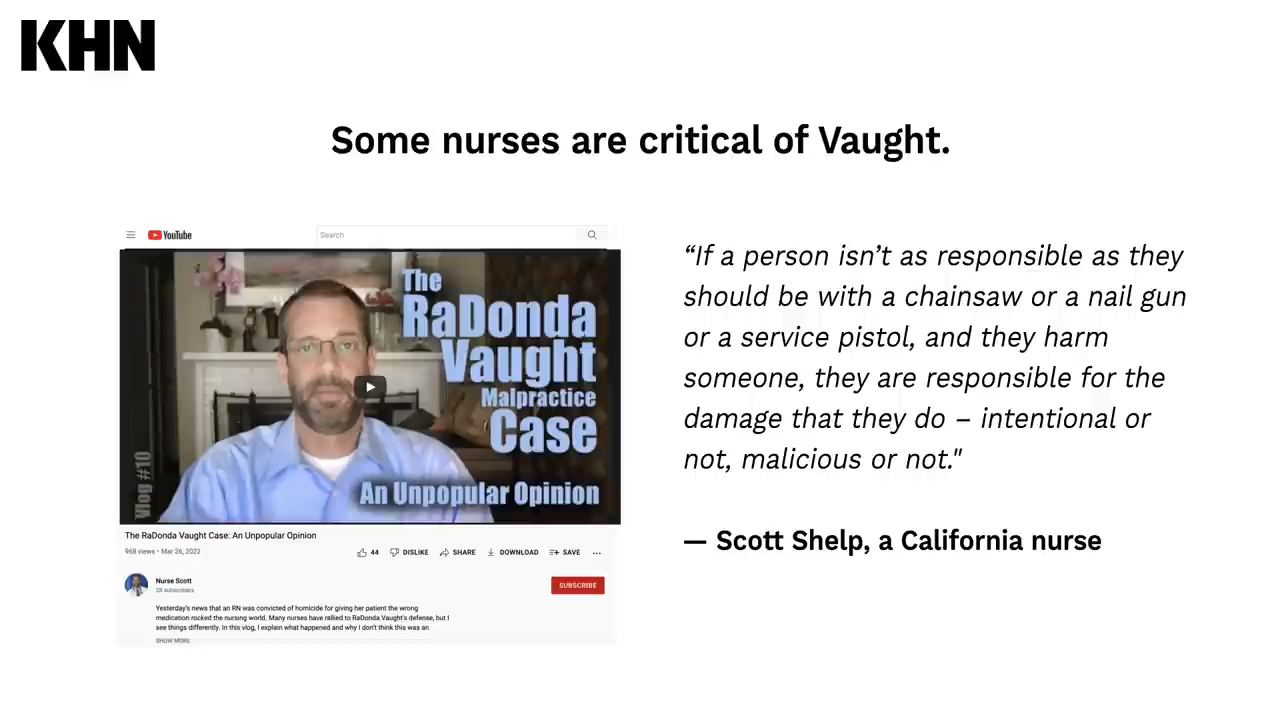 KHN
Some nurses are critical of Vaught.
YouTube
Search
The
RaDonda
Vaught
Malpractice
Case
An Unpopular Opinion
Vlog #10
The RaDonda Vaught Case: An Unpopular Opinion
968 views • Mar 26, 2022
44
DISLIKE
SHARE
DOWNLOAD
SAVE
Nurse Scott
28 subscribers
SUBSCRIBE
Yesterday's news that an RN was convicted of homicide for giving her patient the wrong
medication rocked the nursing world. Many nurses have rallied to RaDonda Vaught's defense, but I
see things differently. In this vlog, I explain what happened and why I don't think this was an
SHOW MORE
“If a person isn’t as responsible as they
should be with a chainsaw or a nail gun
or a service pistol, and they harm
someone, they are responsible for the
damage that they do – intentional or
not, malicious or not."
— Scott Shelp, a California nurse